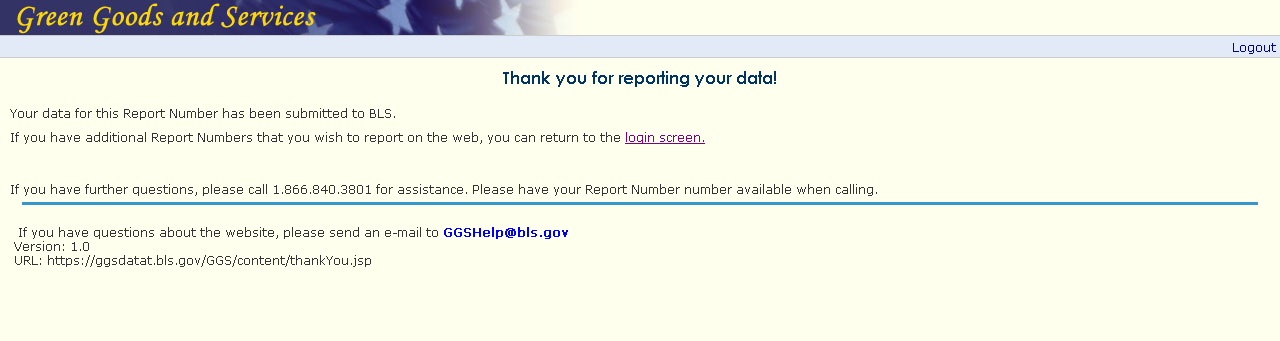 Green Goods and Services
Logout
Thank you for reporting your data!
Your data for this Report Number has been submitted to BLS.
If you have additional Report Numbers that you wish to report on the web, you can return to the login screen.
If you have further questions, please call 1.866.840.3801 for assistance. Please have your Report Number number available when calling.
If you have questions about the website, please send an e-mail to GGSHelp@bls.gov
Version: 1.0
URL: https://ggsdatat.bls.gov/GGS/content/thankYou.jsp